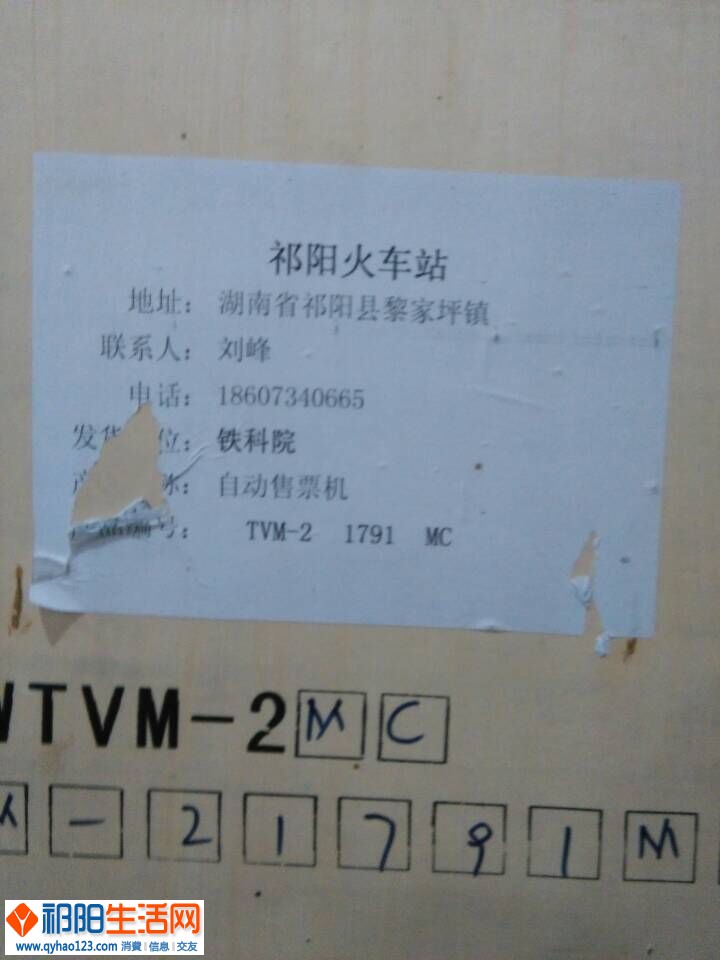 祁阳火车站
地址： 湖南省祁阳县黎家坪镇
联系人： 刘峰
电话： 18607340665
发货 位： 铁科院
自动售票机
号： TVM-2 1791 MC
TVM-2 M C
- 2 1 7 9 1 M
祁阳生活网
www.qyhao123.com 消費 | 信息 | 交友